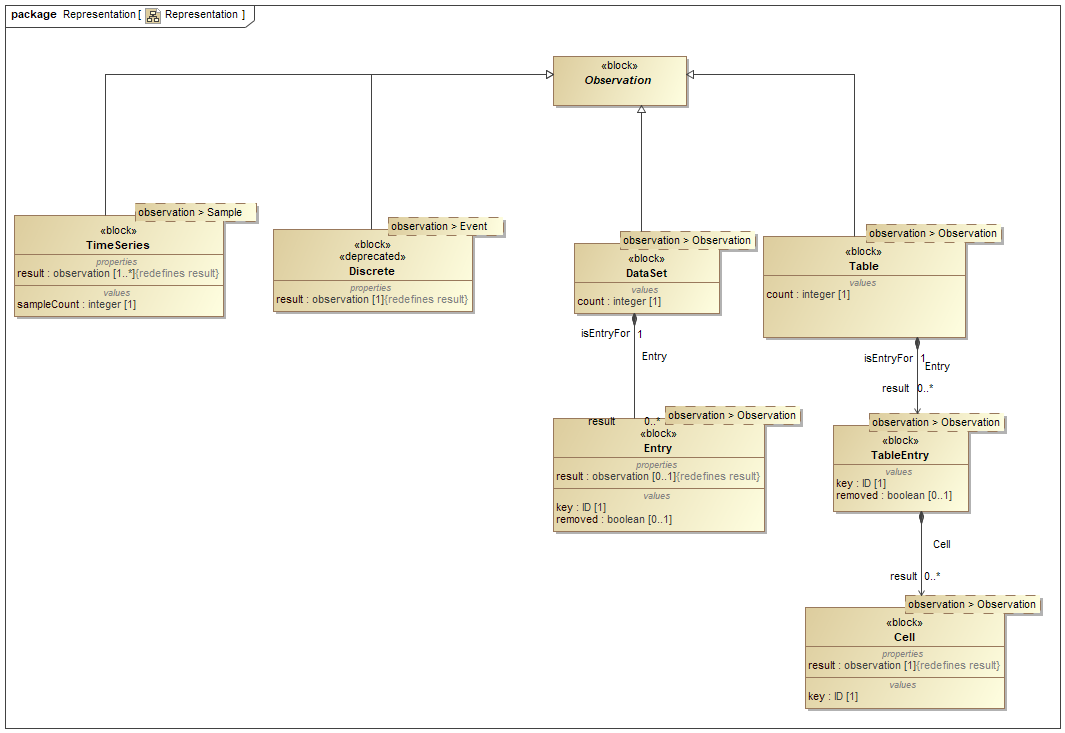 package Representation [ Representation ]
«block»
Observation
observation > Sample
«block»
TimeSeries
properties
result : observation [1..*]{redefines result}
values
sampleCount : integer [1]
observation > Event
«block»
«deprecated»
Discrete
properties
result : observation [1]{redefines result}
observation > Observation
«block»
DataSet
values
count : integer [1]
observation > Observation
«block»
Table
values
count : integer [1]
isEntryFor 1
Entry
result 0..*
isEntryFor 1
Entry
result 0..*
observation > Observation
«block»
Entry
properties
result : observation [0..1]{redefines result}
values
key : ID [1]
removed : boolean [0..1]
observation > Observation
«block»
TableEntry
values
key : ID [1]
removed : boolean [0..1]
Cell
result 0..*
observation > Observation
«block»
Cell
properties
result : observation [1]{redefines result}
values
key : ID [1]